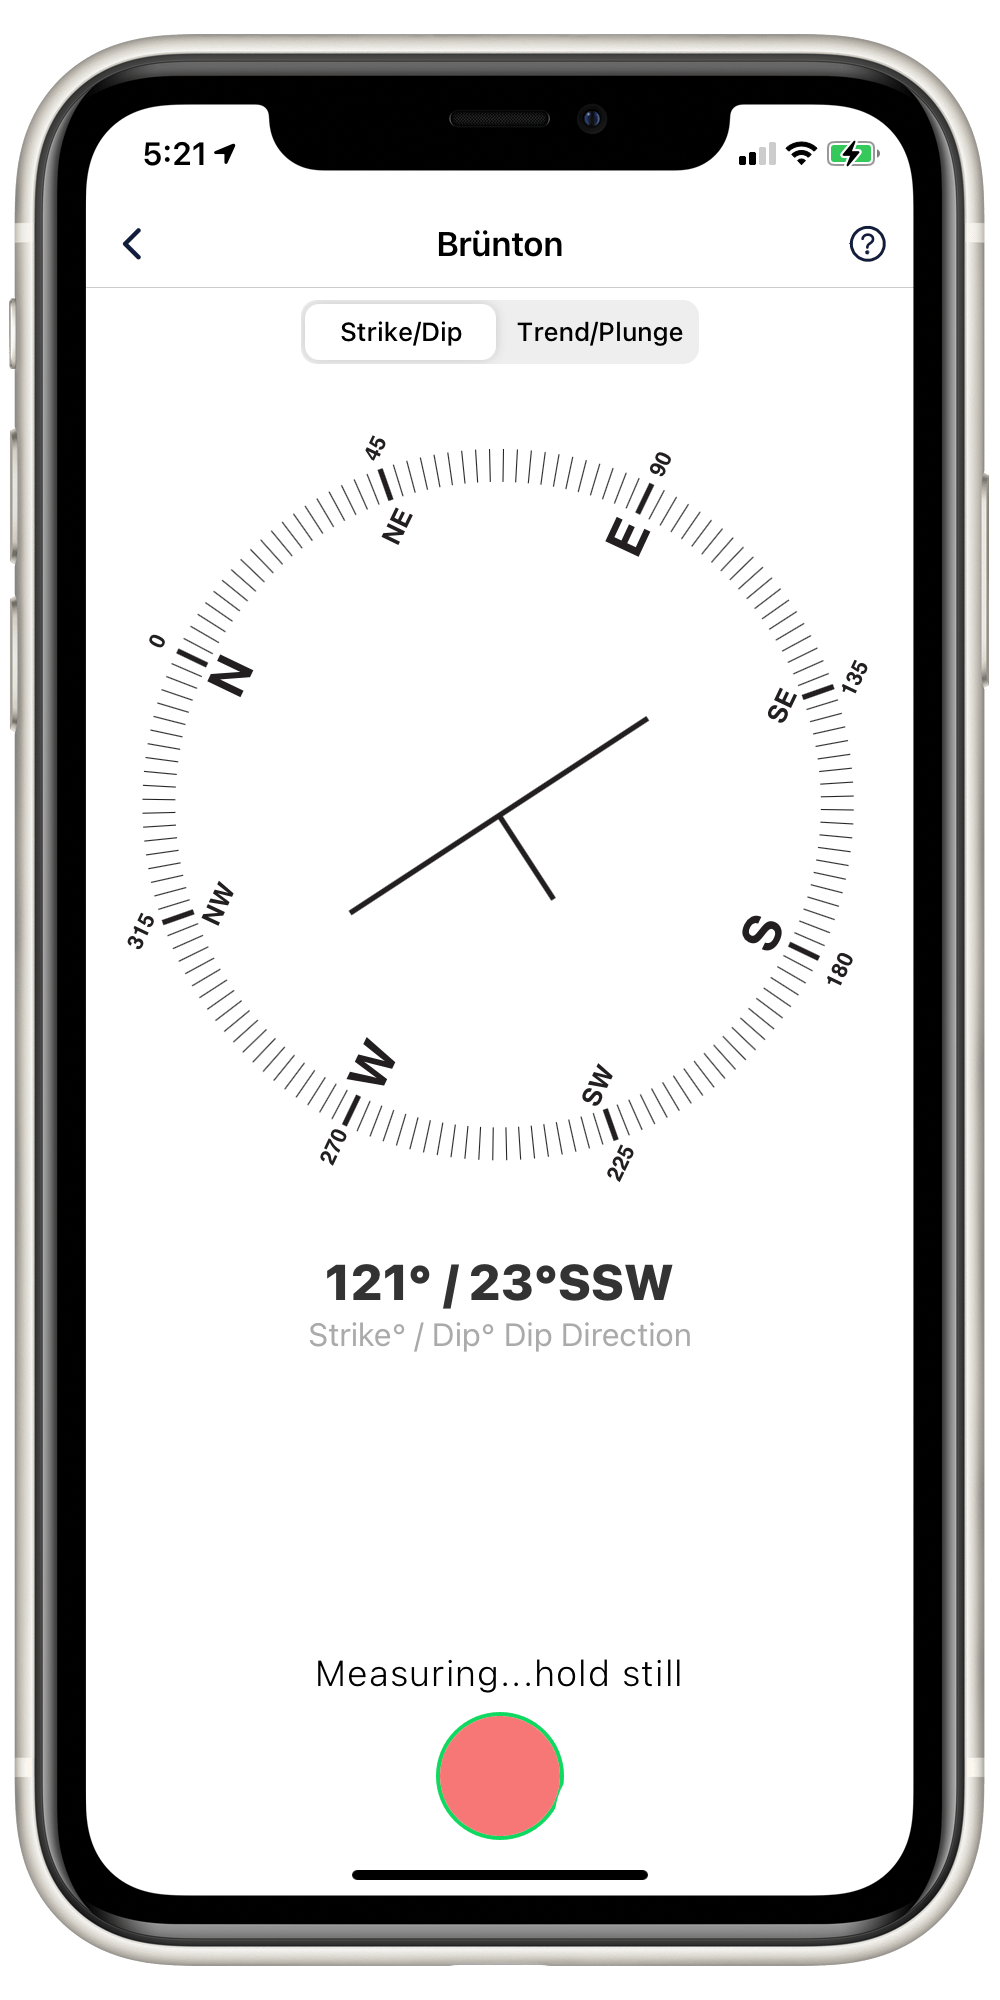 5:21
Brünton
?
Strike/Dip Trend/Plunge
45
90
NE
E
0
N
135
SE
315
NW
S
180
W
SW
270
225
121° / 23°SSW
Strike° / Dip° Dip Direction
Measuring...hold still